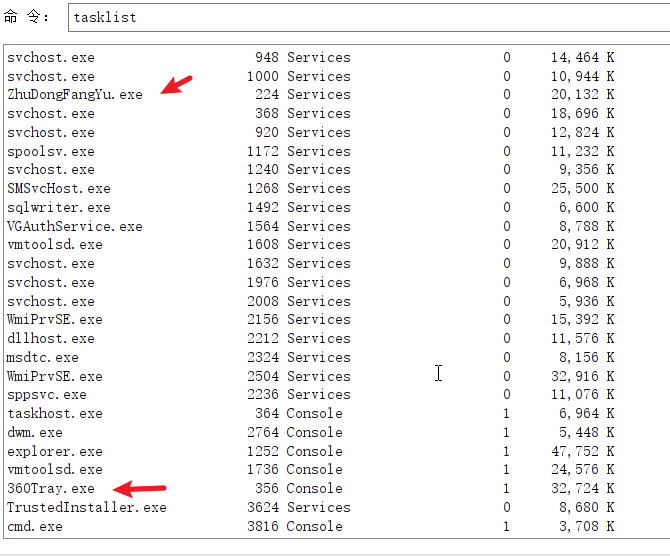 命 令： tasklist
svchost.exe 948 Services 0 14,464 K
svchost.exe 1000 Services 0 10,944 K
ZhuDongFangYu.exe 224 Services 0 20,132 K
svchost.exe 368 Services 0 18,696 K
svchost.exe 920 Services 0 12,824 K
spoolsv.exe 1172 Services 0 11,232 K
svchost.exe 1240 Services 0 9,356 K
SMSvcHost.exe 1268 Services 0 25,500 K
sqlwriter.exe 1492 Services 0 6,600 K
VGAuthService.exe 1564 Services 0 8,788 K
vmtoolsd.exe 1608 Services 0 20,912 K
svchost.exe 1632 Services 0 9,888 K
svchost.exe 1976 Services 0 6,968 K
svchost.exe 2008 Services 0 5,936 K
WmiPrvSE.exe 2156 Services 0 15,392 K
dllhost.exe 2212 Services 0 11,576 K
msdtc.exe 2324 Services 0 8,156 K
WmiPrvSE.exe 2504 Services 0 32,916 K
sppsvc.exe 2236 Services 0 11,076 K
taskhost.exe 364 Console 1 6,964 K
dwm.exe 2764 Console 1 5,448 K
explorer.exe 1252 Console 1 47,752 K
vmtoolsd.exe 1736 Console 1 24,576 K
360Tray.exe 356 Console 1 32,724 K
TrustedInstaller.exe 3624 Services 0 8,680 K
cmd.exe 3816 Console 1 3,708 K